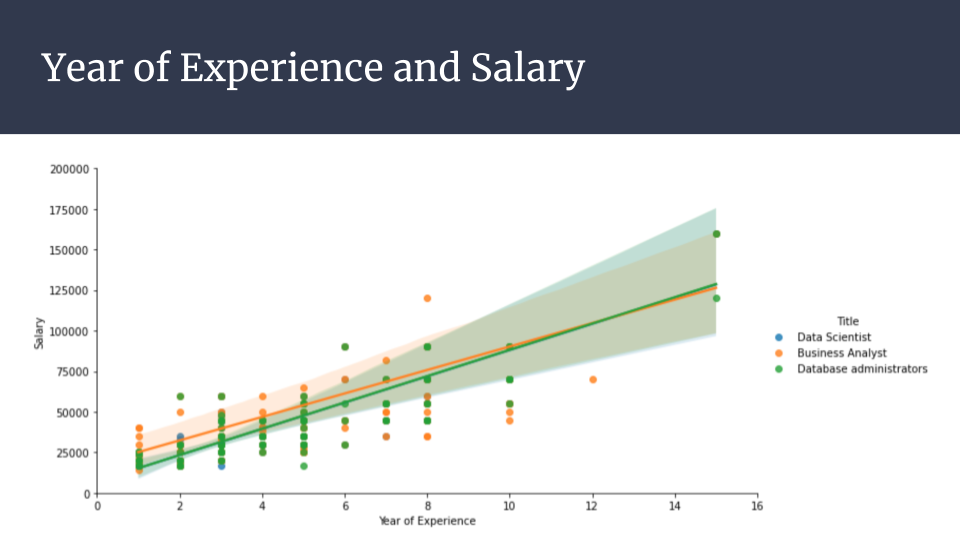 Year of Experience and Salary
200000
175000
150000
125000
100000
75000
50000
25000
0
Salary
0 2 4 6 8 10 12 14 16
Year of Experience
Title
Data Scientist
Business Analyst
Database administrators